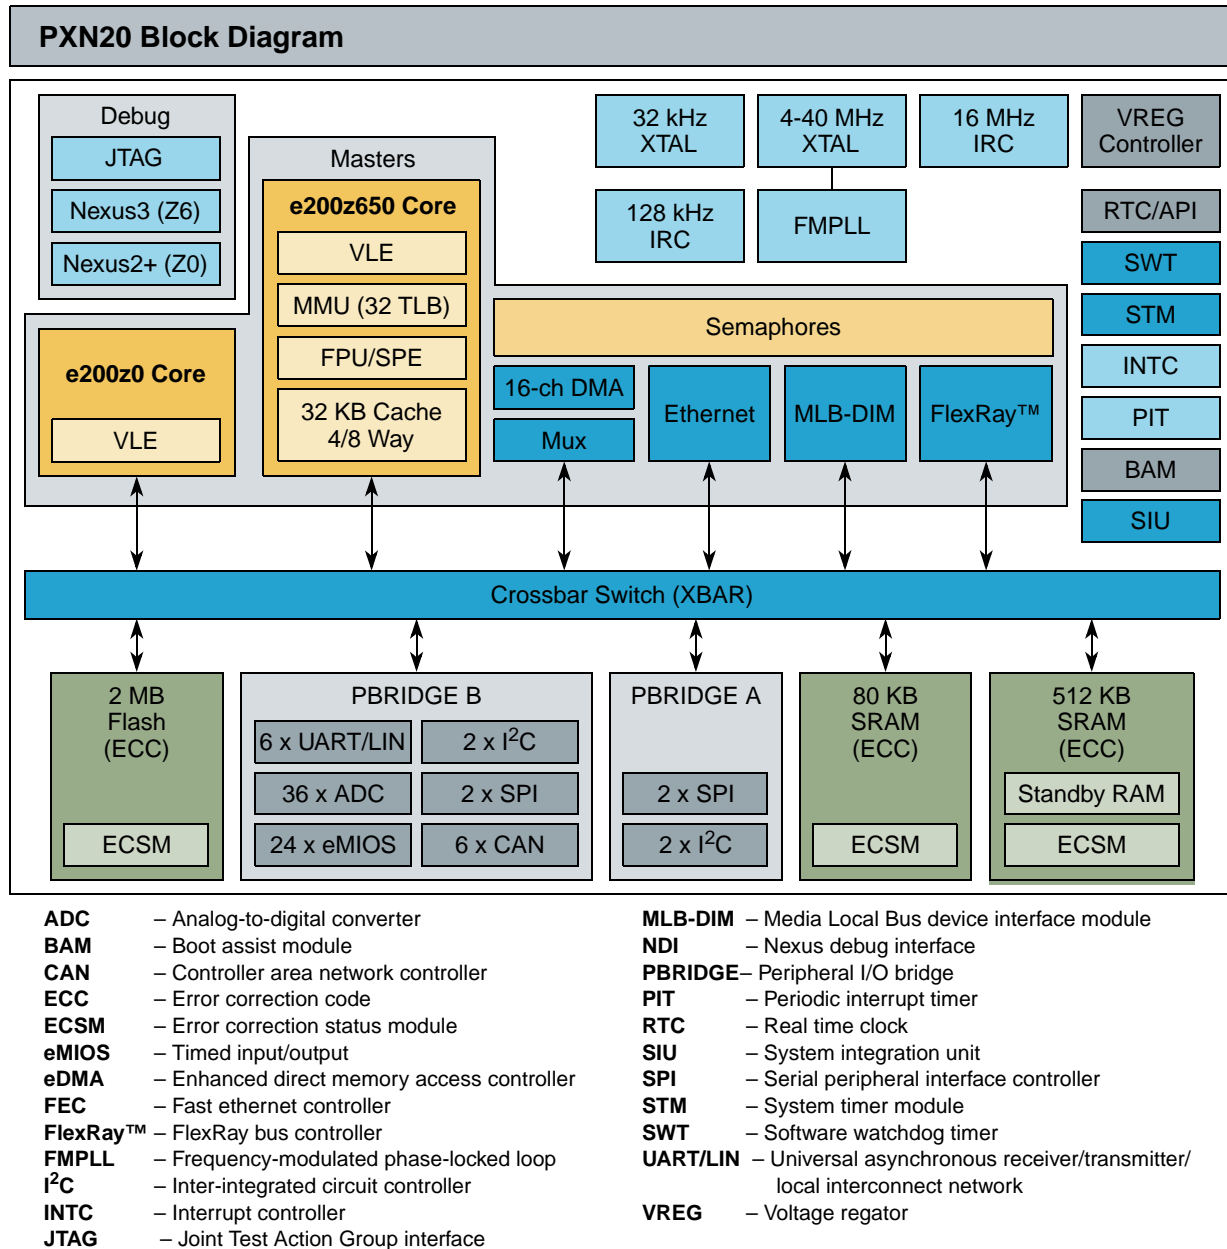 PXN20 Block Diagram
Debug
JTAG
Nexus3 (Z6)
Nexus2+ (Z0)
Masters
e200z650 Core
VLE
MMU (32 TLB)
FPU/SPE
32 KB Cache
4/8 Way
e200z0 Core
VLE
32 kHz
XTAL
4-40 MHz
XTAL
16 MHz
IRC
128 kHz
IRC
FMPLL
VREG
Controller
RTC/API
SWT
STM
INTC
PIT
BAM
SIU
Semaphores
16-ch DMA
Mux
Ethernet
MLB-DIM
FlexRay™
Crossbar Switch (XBAR)
2 MB
Flash
(ECC)
ECSM
PBRIDGE B
6 x UART/LIN
2 x I²C
36 x ADC
2 x SPI
24 x eMIOS
6 x CAN
PBRIDGE A
2 x SPI
2 x I²C
80 KB
SRAM
(ECC)
ECSM
512 KB
SRAM
(ECC)
Standby RAM
ECSM
ADC – Analog-to-digital converter
BAM – Boot assist module
CAN – Controller area network controller
ECC – Error correction code
ECSM – Error correction status module
eMIOS – Timed input/output
eDMA – Enhanced direct memory access controller
FEC – Fast ethernet controller
FlexRay™ – FlexRay bus controller
FMPLL – Frequency-modulated phase-locked loop
I²C – Inter-integrated circuit controller
INTC – Interrupt controller
JTAG – Joint Test Action Group interface
MLB-DIM – Media Local Bus device interface module
NDI – Nexus debug interface
PBRIDGE– Peripheral I/O bridge
PIT – Periodic interrupt timer
RTC – Real time clock
SIU – System integration unit
SPI – Serial peripheral interface controller
STM – System timer module
SWT – Software watchdog timer
UART/LIN – Universal asynchronous receiver/transmitter/
local interconnect network
VREG – Voltage regator